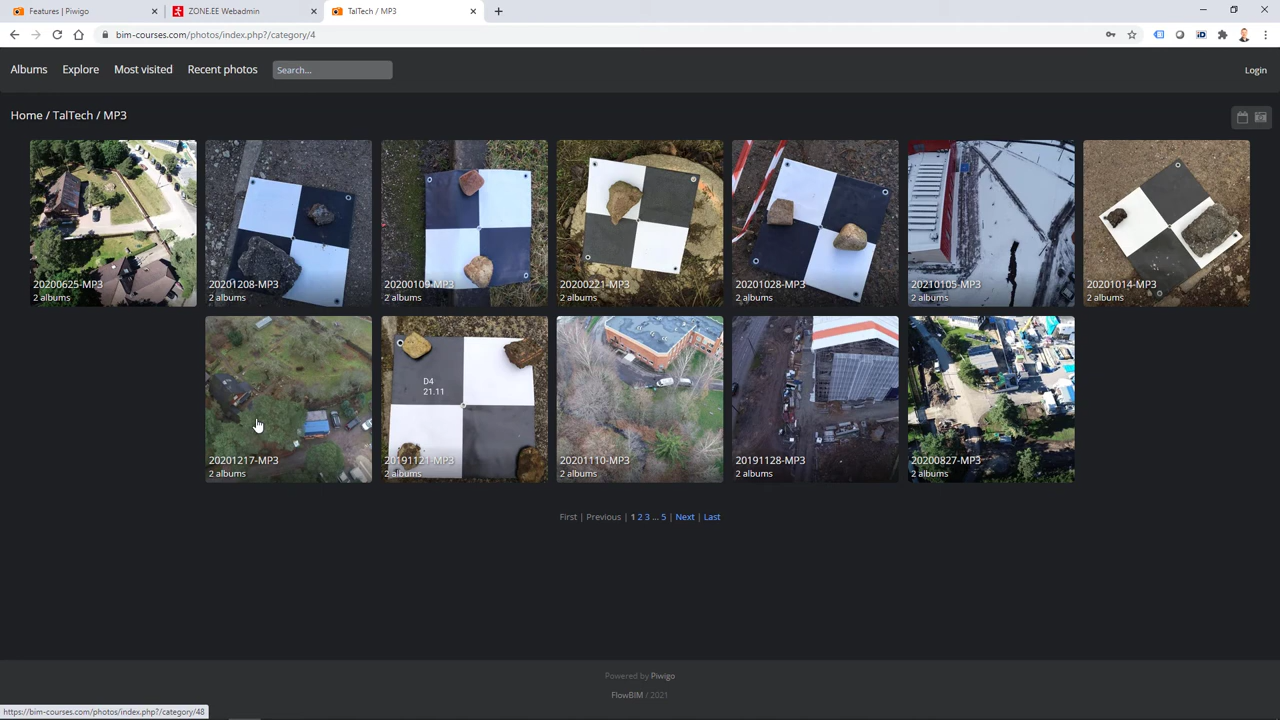 Features | Piwigo
ZONE.EE Webadmin
TalTech / MP3
bim-courses.com/photos/index.php?/category/4
Albums
Explore
Most visited
Recent photos
Search...
Login
Home / TalTech / MP3
20200625-MP3
2 albums
20201208-MP3
2 albums
20200109-MP3
2 albums
20200221-MP3
2 albums
20201028-MP3
2 albums
20210105-MP3
2 albums
20201014-MP3
2 albums
20201217-MP3
2 albums
D4
21.11
20191121-MP3
2 albums
20201110-MP3
2 albums
20191128-MP3
2 albums
20200827-MP3
2 albums
First | Previous | 1 2 3 ... 5 | Next | Last
Powered by Piwigo
FlowBIM / 2021
https://bim-courses.com/photos/index.php?/category/48